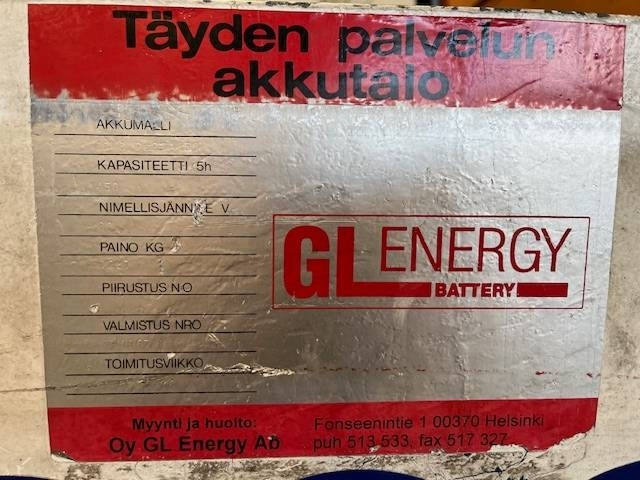 Täyden palvelun
akkutalo
AKKUMALLI
KAPASITEETTI 5h
NIMELLISJÄNNITE V
PAINO KG
PIIRUSTUS N:O
VALMISTUS NRO
TOIMITUSVIIKKO
GL ENERGY
BATTERY
Myynti ja huolto:
Oy GL Energy Ab
Fonseenintie 1 00370 Helsinki
puh 513 533, fax 517 327